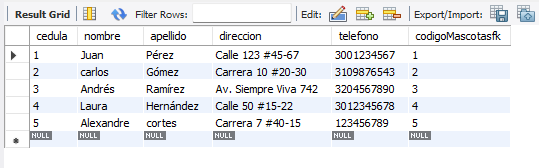 Result Grid Filter Rows: Edit: Export/Import:
cedula nombre apellido direccion telefono codigoMascotasfk
1 Juan Pérez Calle 123 #45-67 3001234567 1
2 carlos Gómez Carrera 10 #20-30 3109876543 2
3 Andrés Ramírez Av. Siempre Viva 742 3204567890 3
4 Laura Hernández Calle 50 #15-22 3012345678 4
5 Alexandre cortes Carrera 7 #40-15 123456789 5
NULL NULL NULL NULL NULL NULL